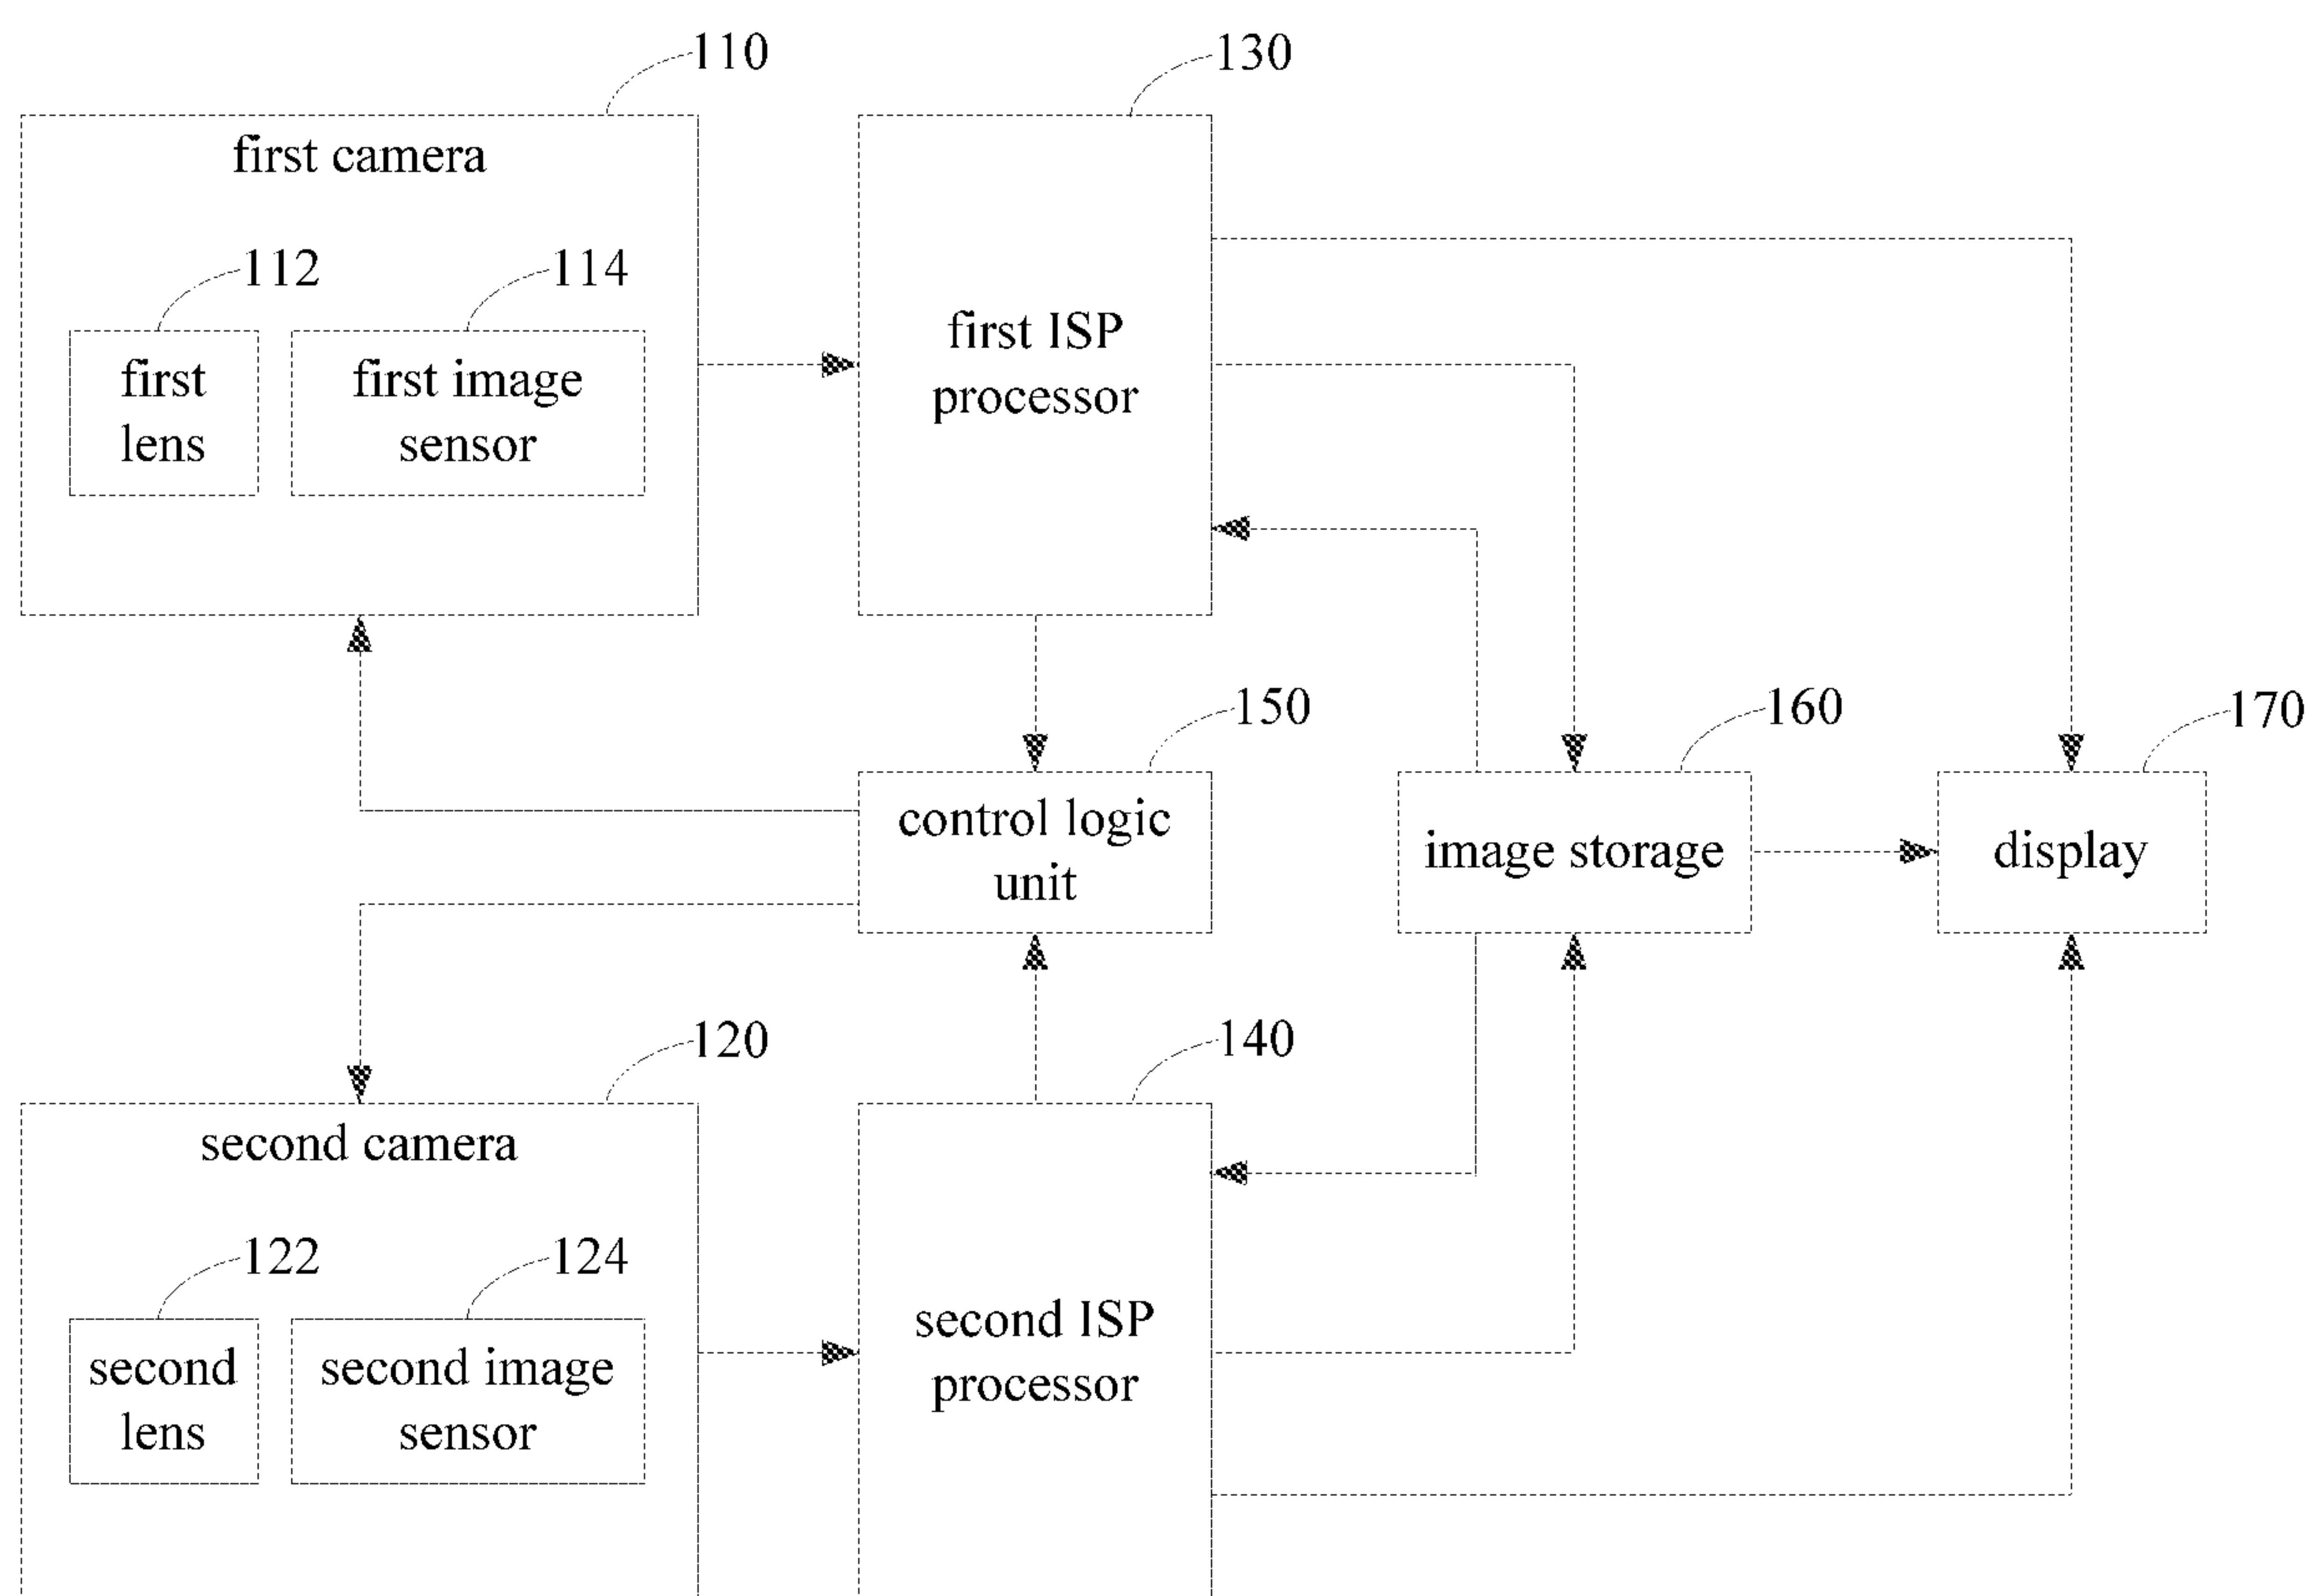 110
130
first camera
112
114
first
lens
first image
sensor
first ISP
processor
150
160
170
control logic
unit
image storage
display
120
140
second camera
122
124
second
lens
second image
sensor
second ISP
processor